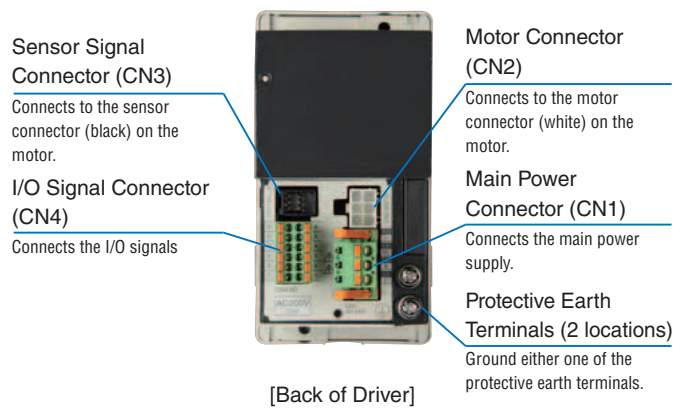 Sensor Signal
Connector (CN3)
Connects to the sensor
connector (black) on the
motor.
I/O Signal Connector
(CN4)
Connects the I/O signals
Motor Connector
(CN2)
Connects to the motor
connector (white) on the
motor.
Main Power
Connector (CN1)
Connects the main power
supply.
Protective Earth
Terminals (2 locations)
Ground either one of the
protective earth terminals.
AC200V
[Back of Driver]